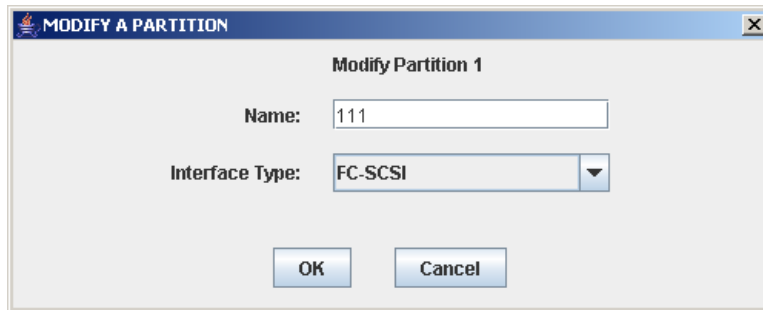 MODIFY A PARTITION
Modify Partition 1
Name: 111
Interface Type: FC-SCSI
OK Cancel